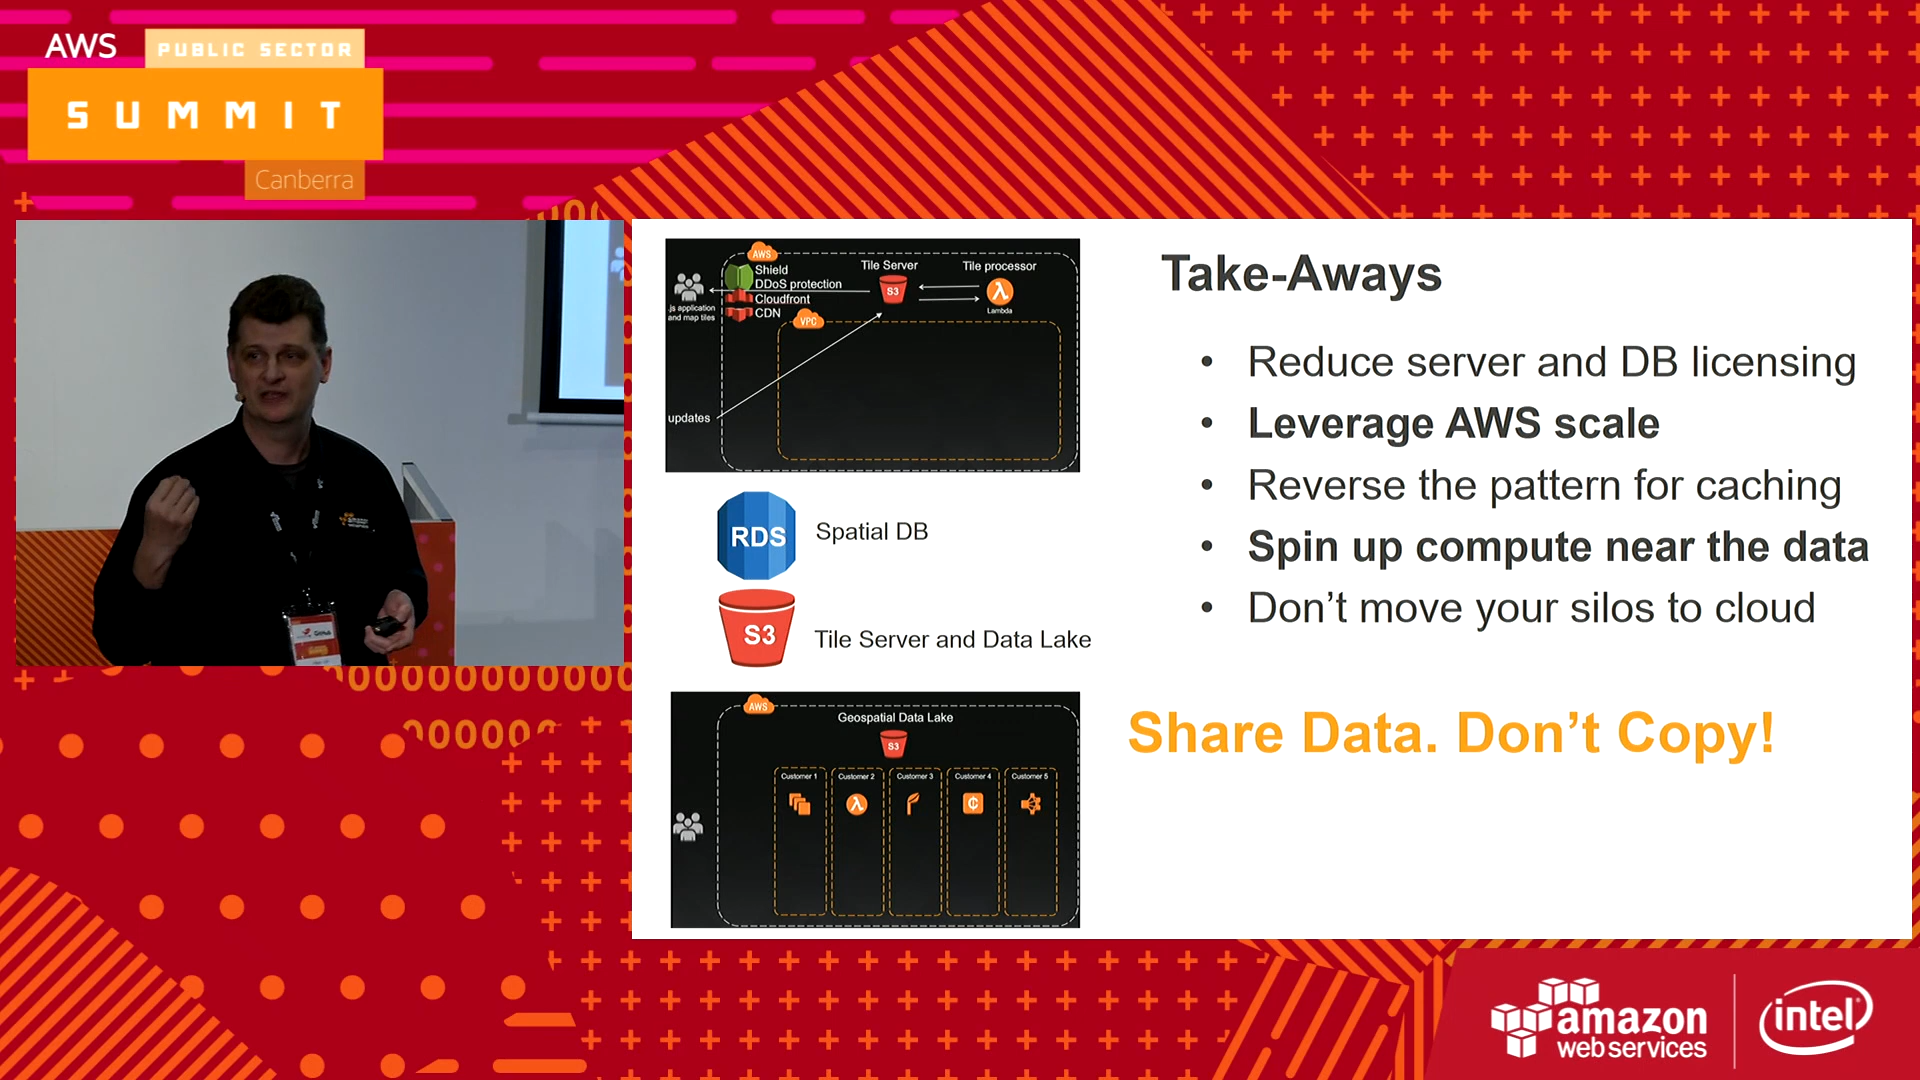 AWS
PUBLIC SECTOR
SUMMIT
Canberra
AWS
Shield
DDoS protection
Cloudfront
CDN
Tile Server
S3
Tile processor
λ
Lambda
.js application
and map tiles
VPC
updates
RDS
Spatial DB
S3
Tile Server and Data Lake
AWS
Geospatial Data Lake
S3
Customer 1
Customer 2
Customer 3
Customer 4
Customer 5
λ
Take-Aways
• Reduce server and DB licensing
• Leverage AWS scale
• Reverse the pattern for caching
• Spin up compute near the data
• Don’t move your silos to cloud
Share Data. Don’t Copy!
GitHub
amazon
web services
intel